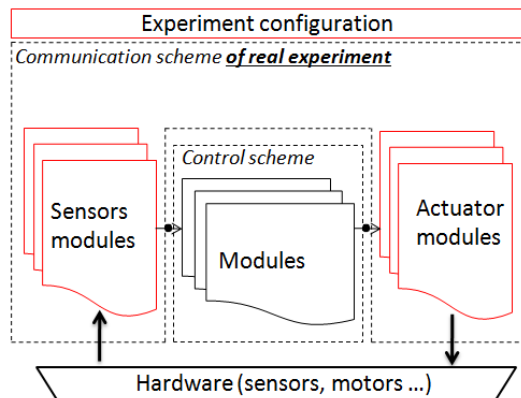 Experiment configuration
Communication scheme of real experiment
Control scheme
Sensors
modules
Modules
Actuator
modules
Hardware (sensors, motors ...)